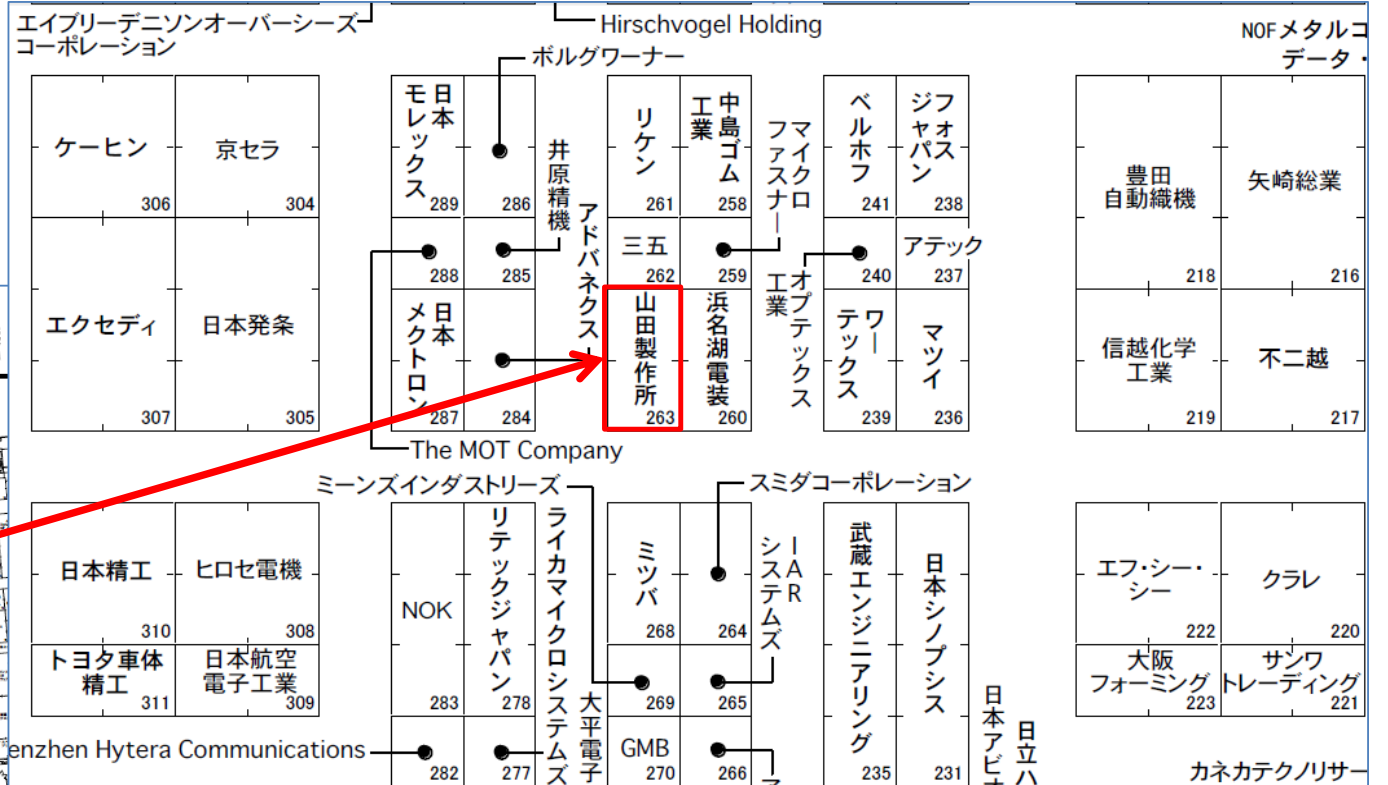 エイブリーデニソンオーバーシーズ
コーポレーション
Hirschvogel Holding
NOFメタルコ
データ・
ボルグワーナー
ケーヒン
306
京セラ
304
日本
モレックス
289
286
井原精機
リケン
261
中島ゴム
工業
258
マイクロ
ファスナー
ベルホフ
241
フォス
ジャパン
238
豊田
自動織機
218
矢崎総業
216
288
285
アドバネクス
三五
262
259
240
アテック
237
エクセディ
307
日本発条
305
日本
メクトロン
287
284
山田製作所
263
浜名湖電装
260
オプテックス
工業
ワー
テックス
239
マツイ
236
信越化学
工業
219
不二越
217
The MOT Company
ミーンズインダストリーズ
スミダコーポレーション
日本精工
310
ヒロセ電機
308
NOK
283
リテックジャパン
278
ライカマイクロシステムズ
ミツバ
268
264
IAR
システムズ
武蔵エンジニアリング
235
日本シノプシス
231
エフ・シー・
シー
222
クラレ
220
トヨタ車体
精工
311
日本航空
電子工業
309
269
265
大阪
フォーミング
223
サンワ
トレーディング
221
enzhen Hytera Communications
282
277
大平電子
GMB
270
266
日本アビオ
日立ハ
カネカテクノリサー